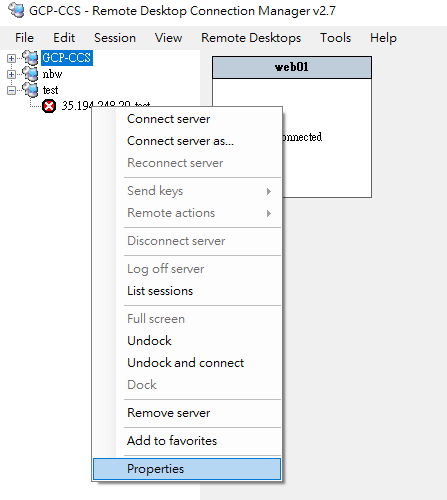 GCP-CCS - Remote Desktop Connection Manager v2.7
File Edit Session View Remote Desktops Tools Help
GCP-CCS
nbw
test
35.194.248.20-test
web01
onnected
Connect server
Connect server as...
Reconnect server
Send keys
Remote actions
Disconnect server
Log off server
List sessions
Full screen
Undock
Undock and connect
Dock
Remove server
Add to favorites
Properties